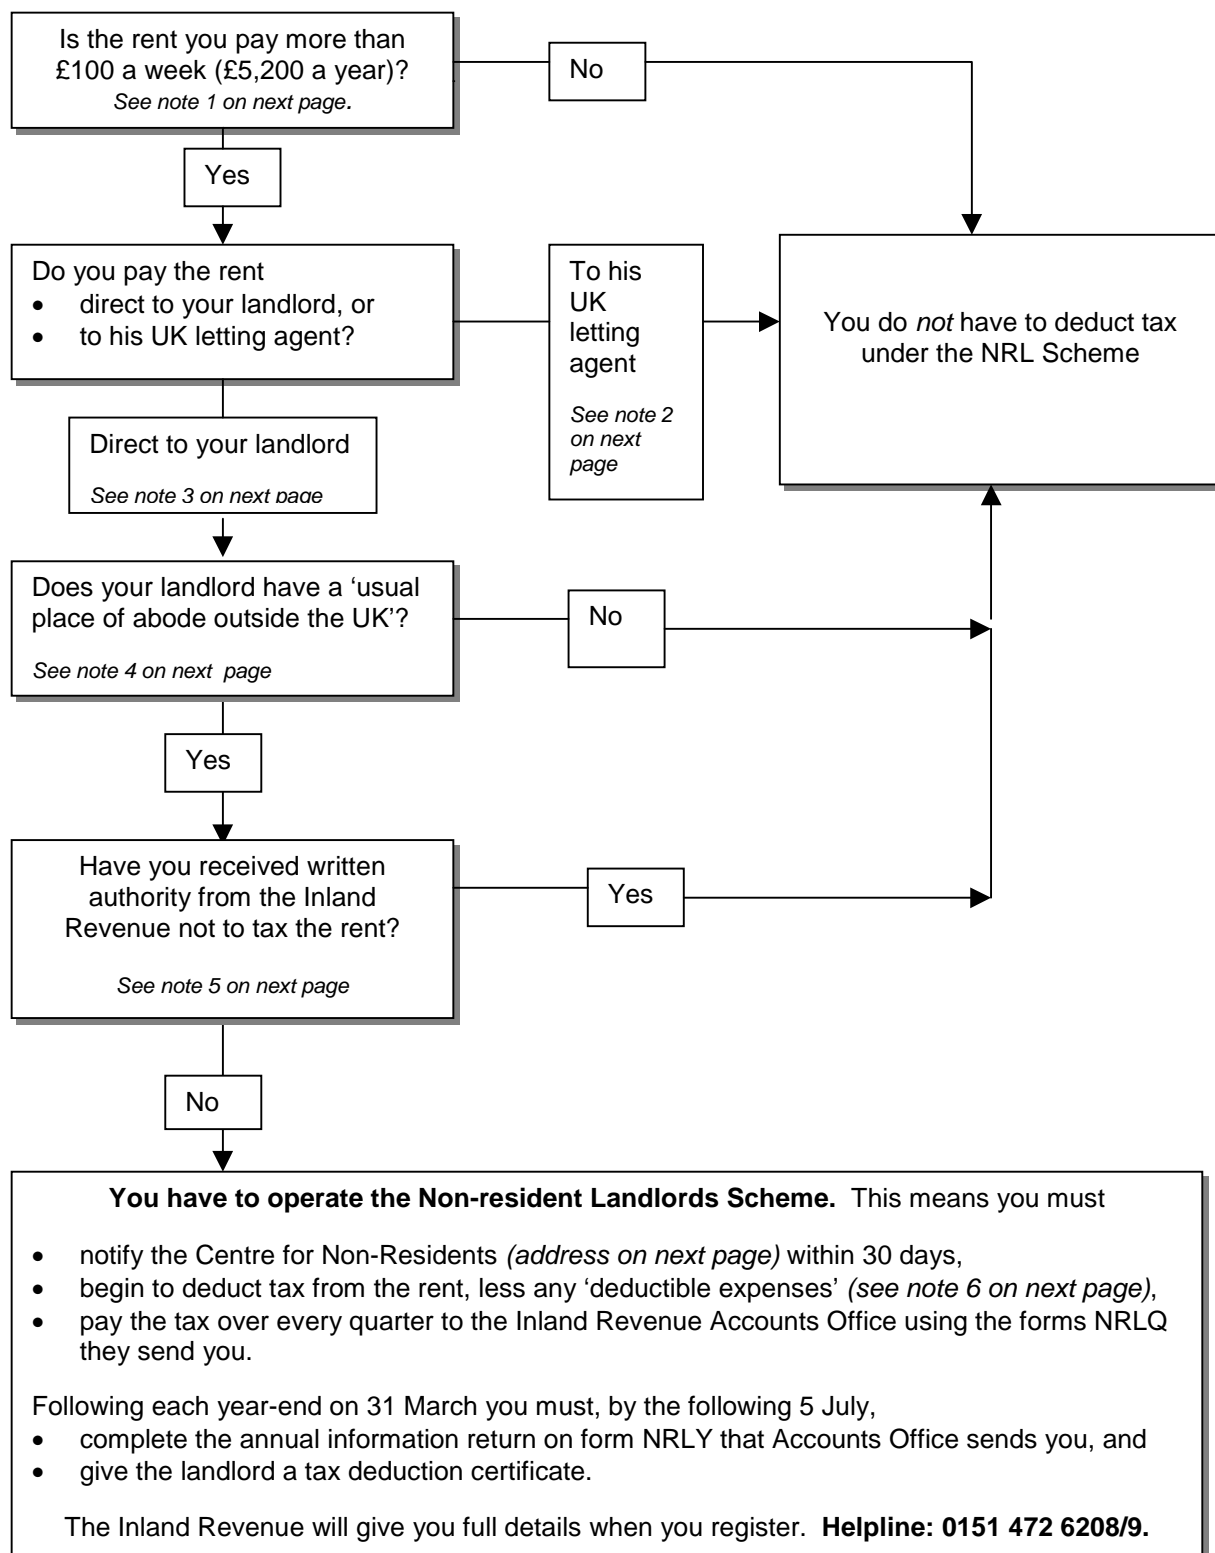 Is the rent you pay more than
£100 a week (£5,200 a year)?
See note 1 on next page.
No
Yes
Do you pay the rent
• direct to your landlord, or
• to his UK letting agent?
To his
UK
letting
agent
See note 2
on next
page
You do not have to deduct tax
under the NRL Scheme
Direct to your landlord
See note 3 on next page
Does your landlord have a ‘usual
place of abode outside the UK’?
See note 4 on next page
No
Yes
Have you received written
authority from the Inland
Revenue not to tax the rent?
See note 5 on next page
Yes
No
You have to operate the Non-resident Landlords Scheme. This means you must
• notify the Centre for Non-Residents (address on next page) within 30 days,
• begin to deduct tax from the rent, less any ‘deductible expenses’ (see note 6 on next page),
• pay the tax over every quarter to the Inland Revenue Accounts Office using the forms NRLQ
they send you.
Following each year-end on 31 March you must, by the following 5 July,
• complete the annual information return on form NRLY that Accounts Office sends you, and
• give the landlord a tax deduction certificate.
The Inland Revenue will give you full details when you register. Helpline: 0151 472 6208/9.